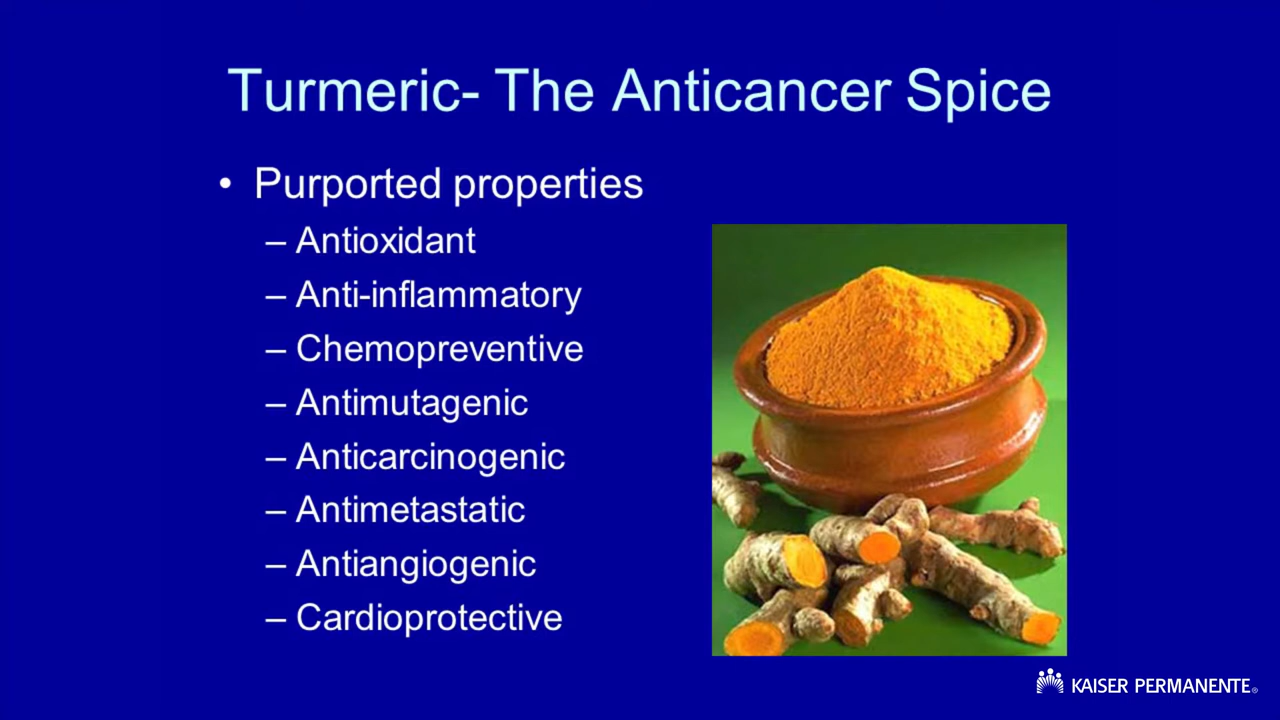 Turmeric- The Anticancer Spice
• Purported properties
– Antioxidant
– Anti-inflammatory
– Chemopreventive
– Antimutagenic
– Anticarcinogenic
– Antimetastatic
– Antiangiogenic
– Cardioprotective
KAISER PERMANENTE®